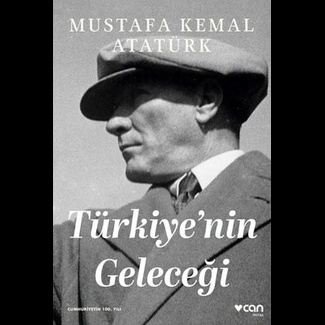 MUSTAFA KEMAL
ATATÜRK
Türkiye'nin
Geleceği
CUMHURİYETİN 100. YILI
can